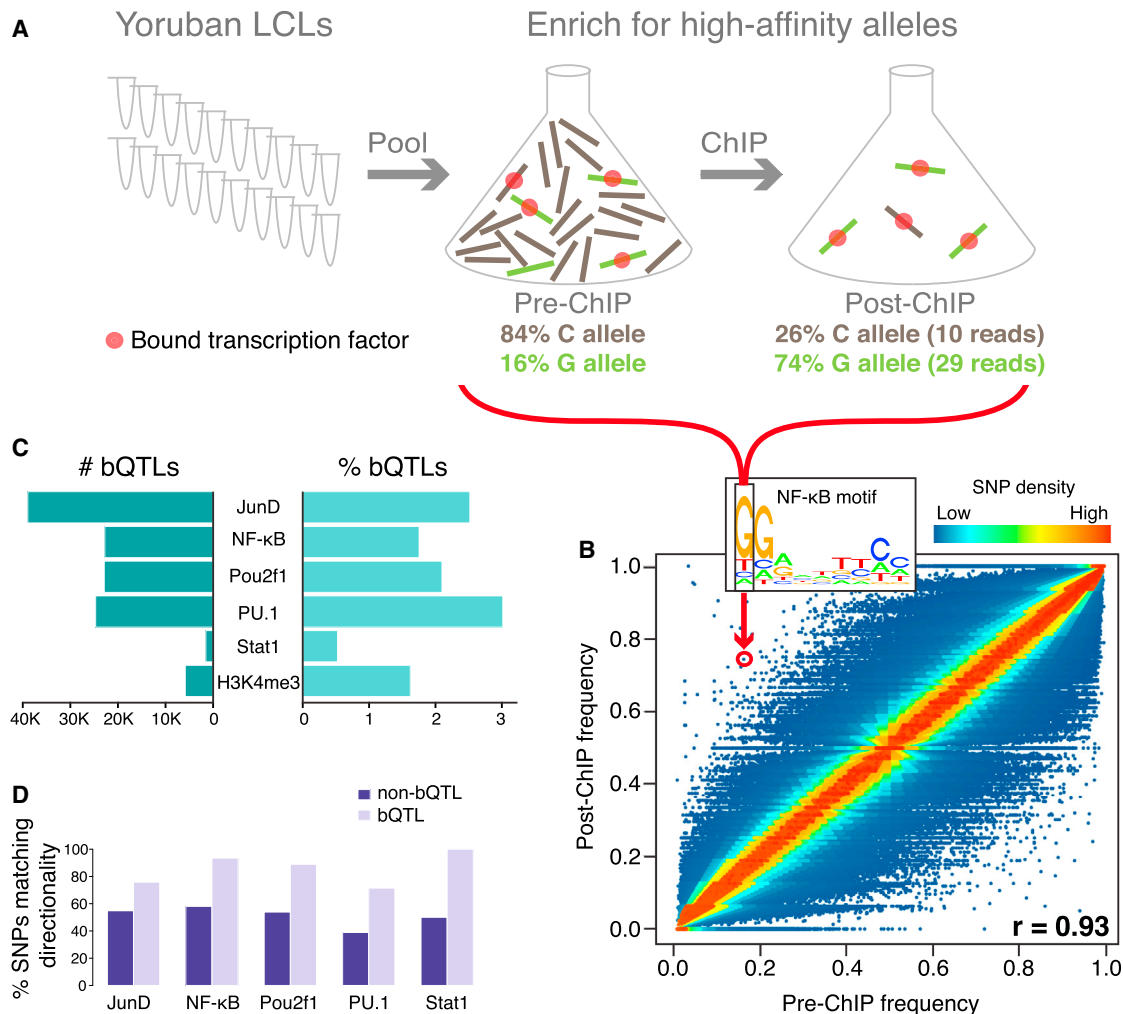 A
Yoruban LCLs
Enrich for high-affinity alleles
Pool
ChIP
Pre-ChIP
84% C allele
16% G allele
Post-ChIP
26% C allele (10 reads)
74% G allele (29 reads)
Bound transcription factor
C
# bQTLs
% bQTLs
JunD
NF-κB
Pou2f1
PU.1
Stat1
H3K4me3
40K 30K 20K 10K 0
0 1 2 3
NF-κB motif
SNP density
Low High
B
Post-ChIP frequency
1.0
0.8
0.6
0.4
0.2
0.0
r = 0.93
0.0 0.2 0.4 0.6 0.8 1.0
Pre-ChIP frequency
D
non-bQTL
bQTL
% SNPs matching
directionality
100
80
60
40
20
0
JunD NF-κB Pou2f1 PU.1 Stat1